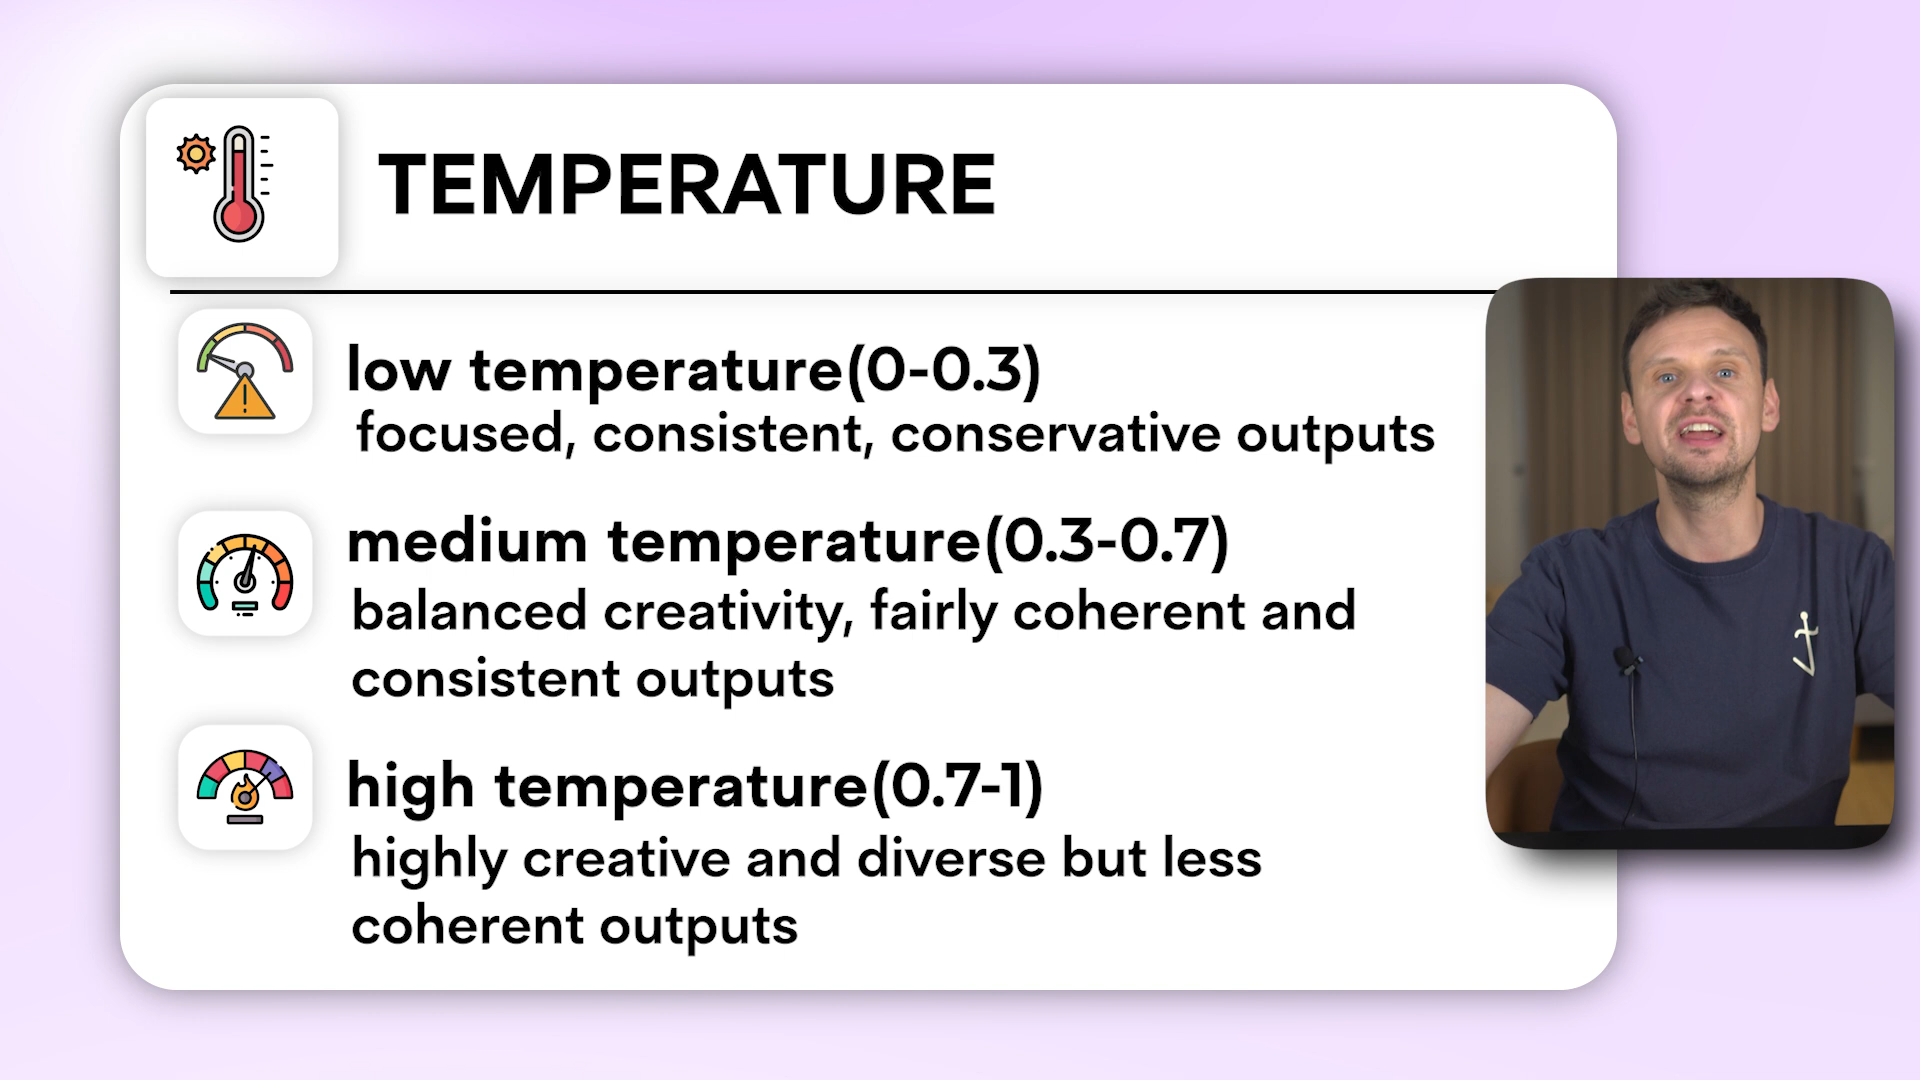 TEMPERATURE
low temperature(0-0.3)
focused, consistent, conservative outputs
medium temperature(0.3-0.7)
balanced creativity, fairly coherent and
consistent outputs
high temperature(0.7-1)
highly creative and diverse but less
coherent outputs